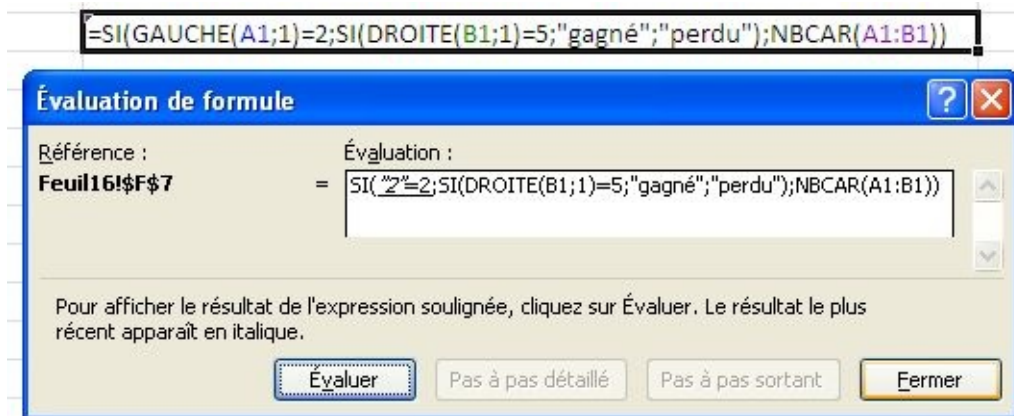 =SI(GAUCHE(A1;1)=2;SI(DROITE(B1;1)=5;"gagné";"perdu");NBCAR(A1:B1))
Évaluation de formule
Référence :
Évaluation :
Feuil16!$F$7
=
SI("2"=2;SI(DROITE(B1;1)=5;"gagné";"perdu");NBCAR(A1:B1))
Pour afficher le résultat de l'expression soulignée, cliquez sur Évaluer. Le résultat le plus
récent apparaît en italique.
Évaluer
Pas à pas détaillé
Pas à pas sortant
Fermer